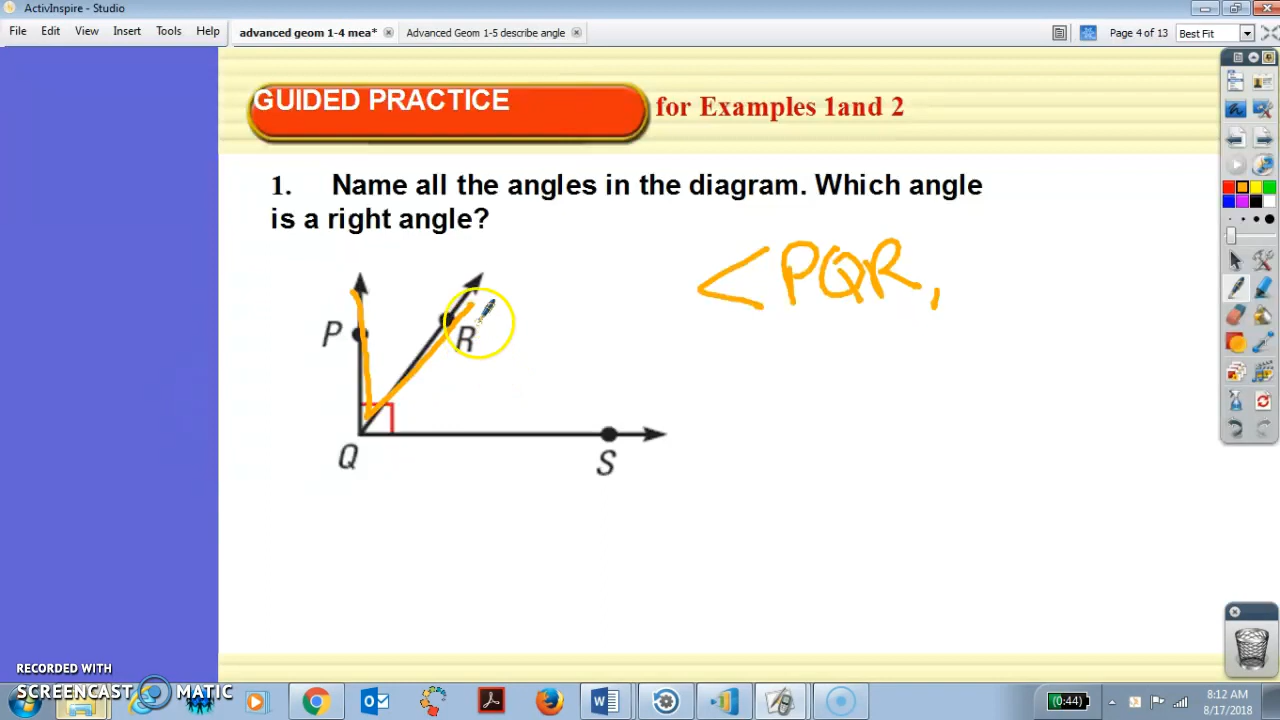 ActivInspire - Studio
File Edit View Insert Tools Help
advanced geom 1-4 mea*
Advanced Geom 1-5 describe angle
Page 4 of 13
Best Fit
GUIDED PRACTICE
for Examples 1and 2
1. Name all the angles in the diagram. Which angle
is a right angle?
<PQR,
P
R
Q
S
RECORDED WITH
SCREENCAST MATIC
(0:44)
8:12 AM
8/17/2018